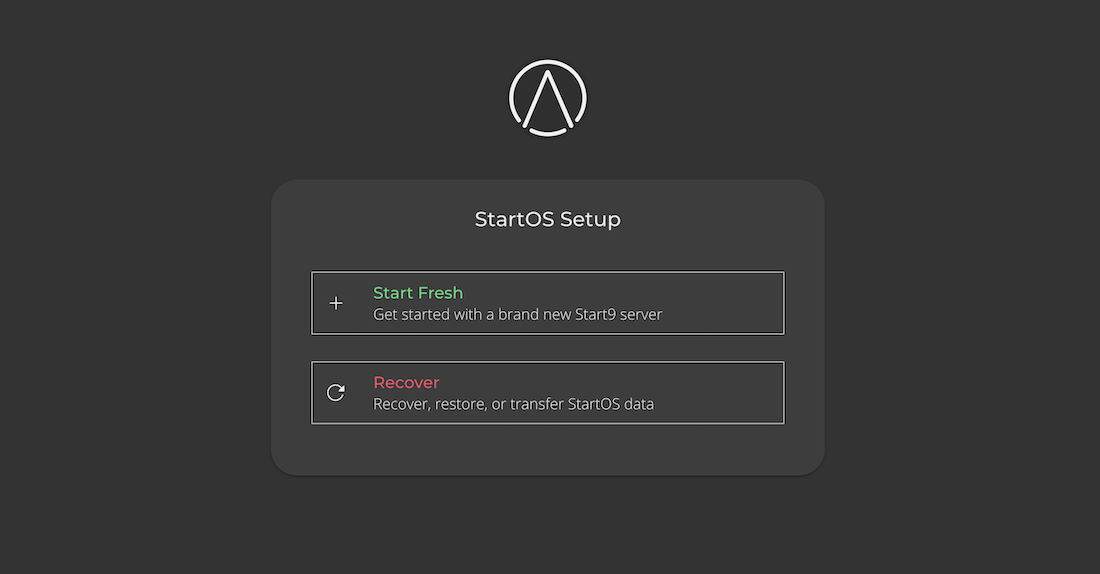 StartOS Setup
Start Fresh
Get started with a brand new Start9 server
Recover
Recover, restore, or transfer StartOS data